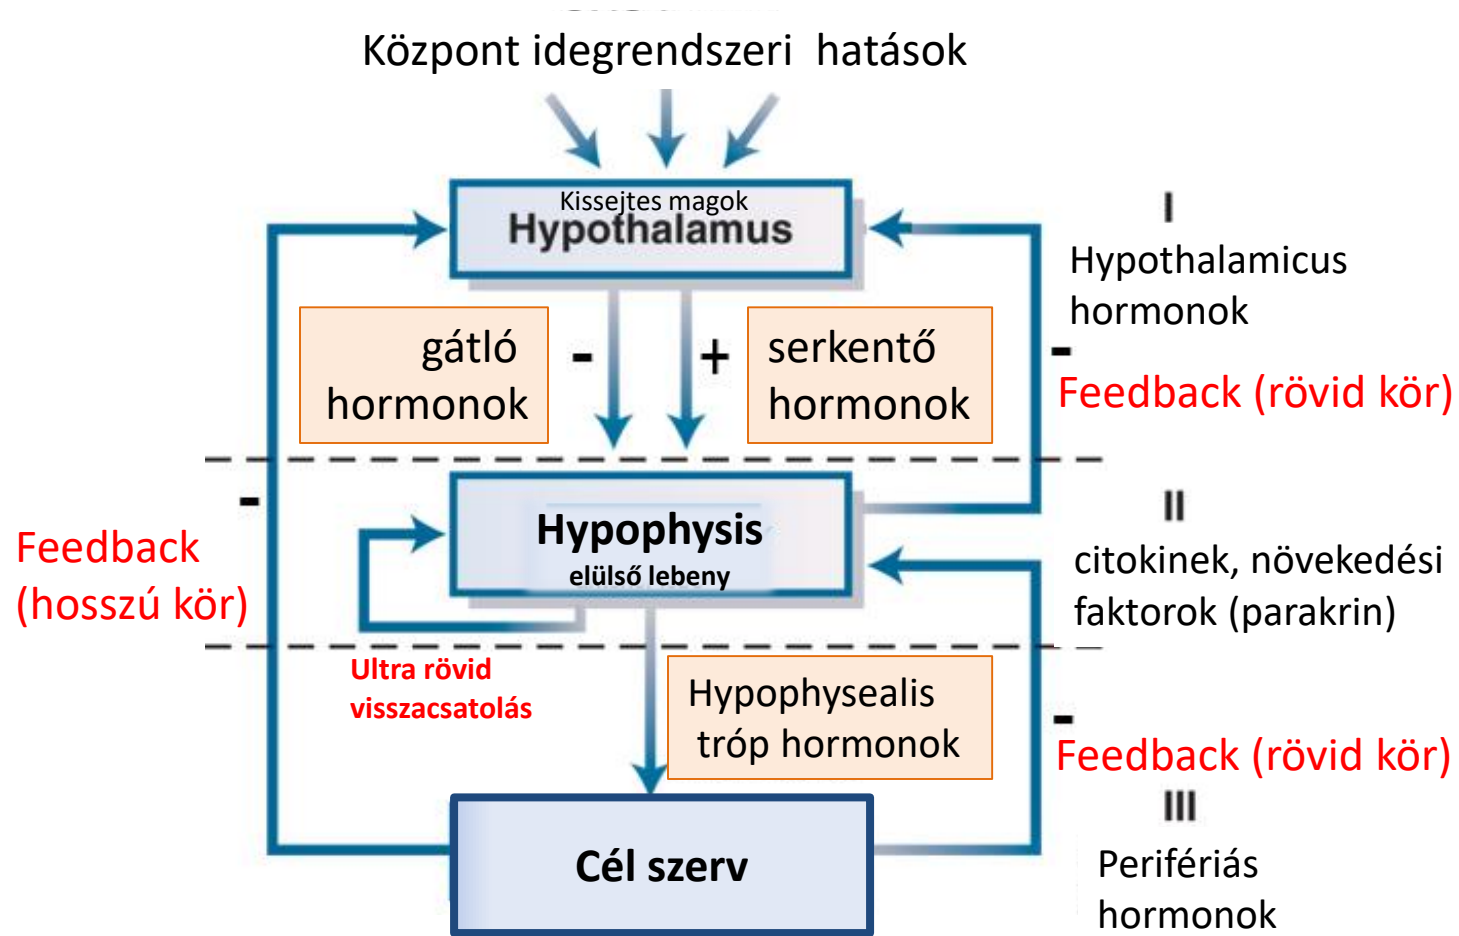 Központ idegrendszeri  hatások
Kissejtes magok
Hypothalamus
I
Hypothalamicus
hormonok
gátló
hormonok
-
+
serkentő
hormonok
-
Feedback (rövid kör)
-
Feedback
(hosszú kör)
Hypophysis
elülső lebeny
II
citokinek, növekedési
faktorok (parakrin)
Ultra rövid
visszacsatolás
Hypophysealis
tróp hormonok
-
Feedback (rövid kör)
III
Cél szerv
Perifériás
hormonok